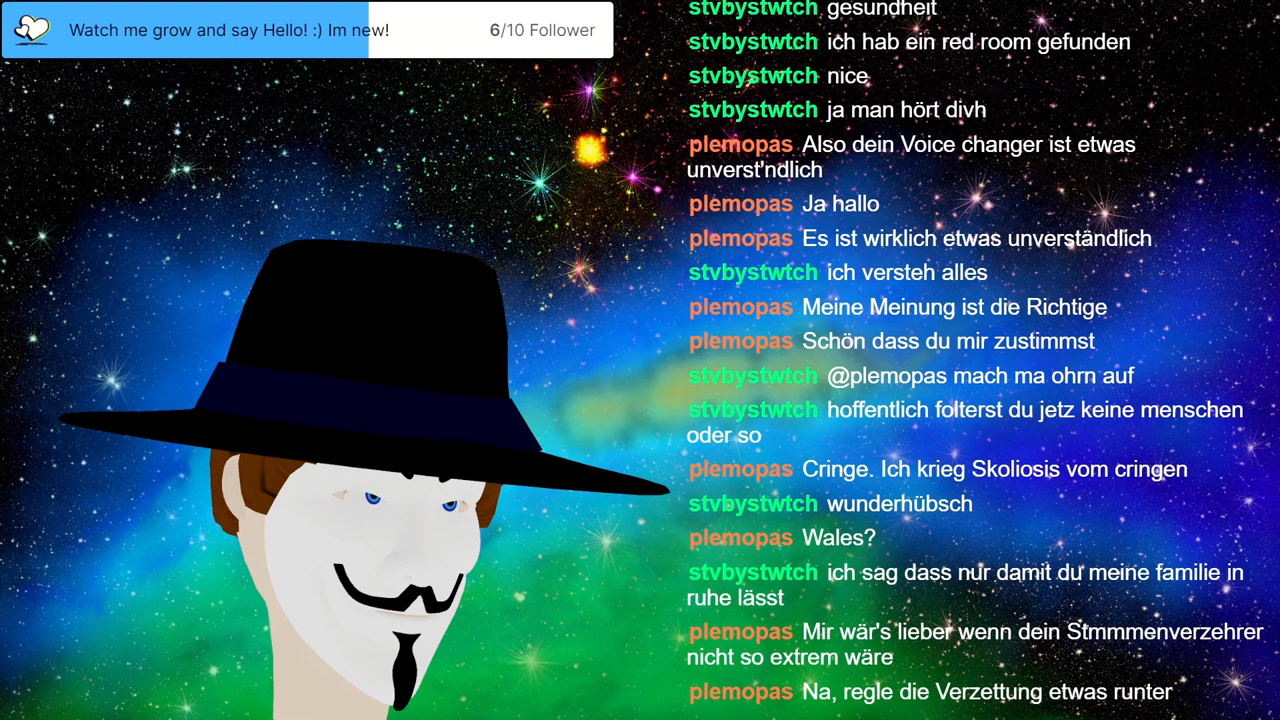 Watch me grow and say Hello! :) Im new!
6/10 Follower
stvbystwtch gesundheit
stvbystwtch ich hab ein red room gefunden
stvbystwtch nice
stvbystwtch ja man hört divh
plemopas Also dein Voice changer ist etwas
unverst'ndlich
plemopas Ja hallo
plemopas Es ist wirklich etwas unverständlich
stvbystwtch ich versteh alles
plemopas Meine Meinung ist die Richtige
plemopas Schön dass du mir zustimmst
stvbystwtch @plemopas mach ma ohrn auf
stvbystwtch hoffentlich folterst du jetz keine menschen
oder so
plemopas Cringe. Ich krieg Skoliosis vom cringen
stvbystwtch wunderhübsch
plemopas Wales?
stvbystwtch ich sag dass nur damit du meine familie in
ruhe lässt
plemopas Mir wär's lieber wenn dein Stmmmenverzehrer
nicht so extrem wäre
plemopas Na, regle die Verzettung etwas runter